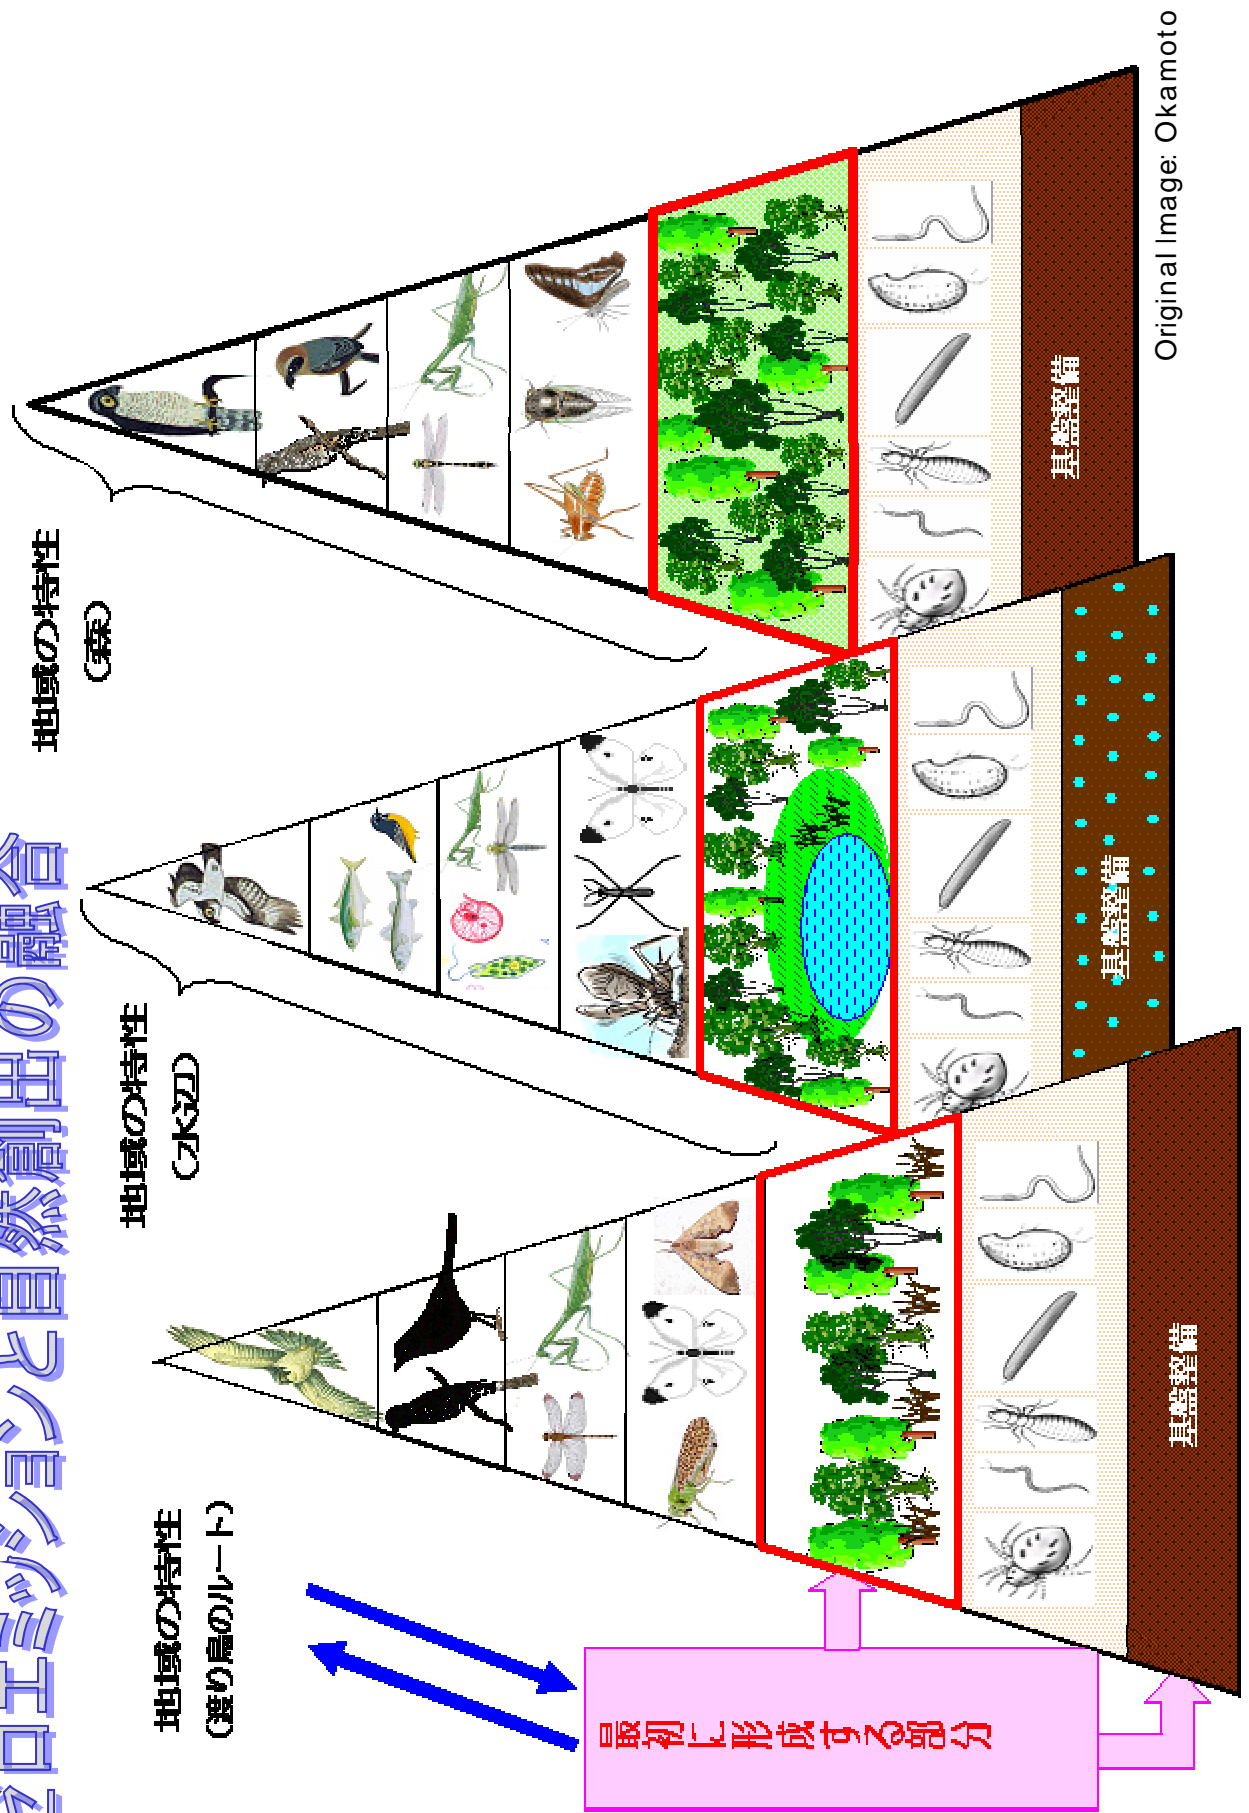 ゼロエミッションと自然創出の融合
地域の特性
（渡り鳥のルート）
地域の特性
（水辺）
地域の特性
（森）
最初に形成する部分
基盤整備
基盤整備
基盤整備
Original Image: Okamoto